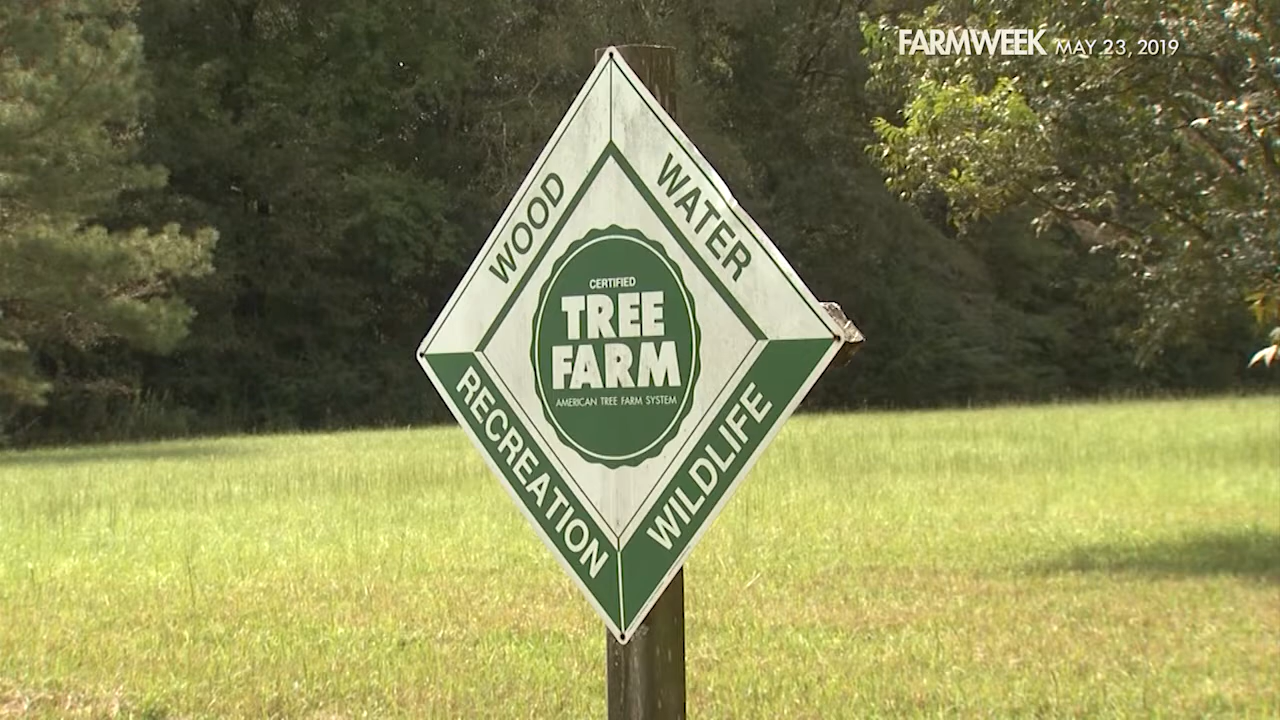 FARMWEEK MAY 23, 2019
WOOD
WATER
CERTIFIED
TREE
FARM
AMERICAN TREE FARM SYSTEM
RECREATION
WILDLIFE